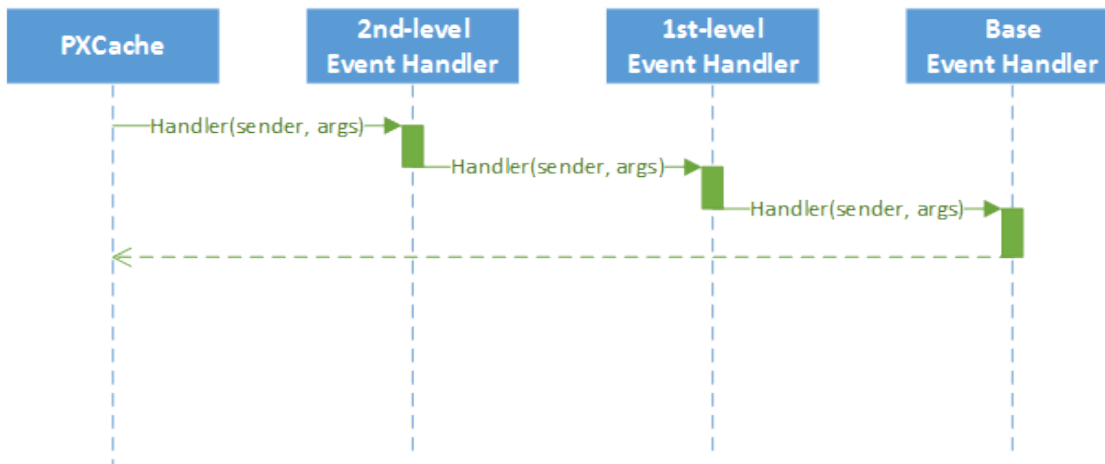 PXCache
2nd-level
Event Handler
1st-level
Event Handler
Base
Event Handler
Handler(sender, args)
Handler(sender, args)
Handler(sender, args)